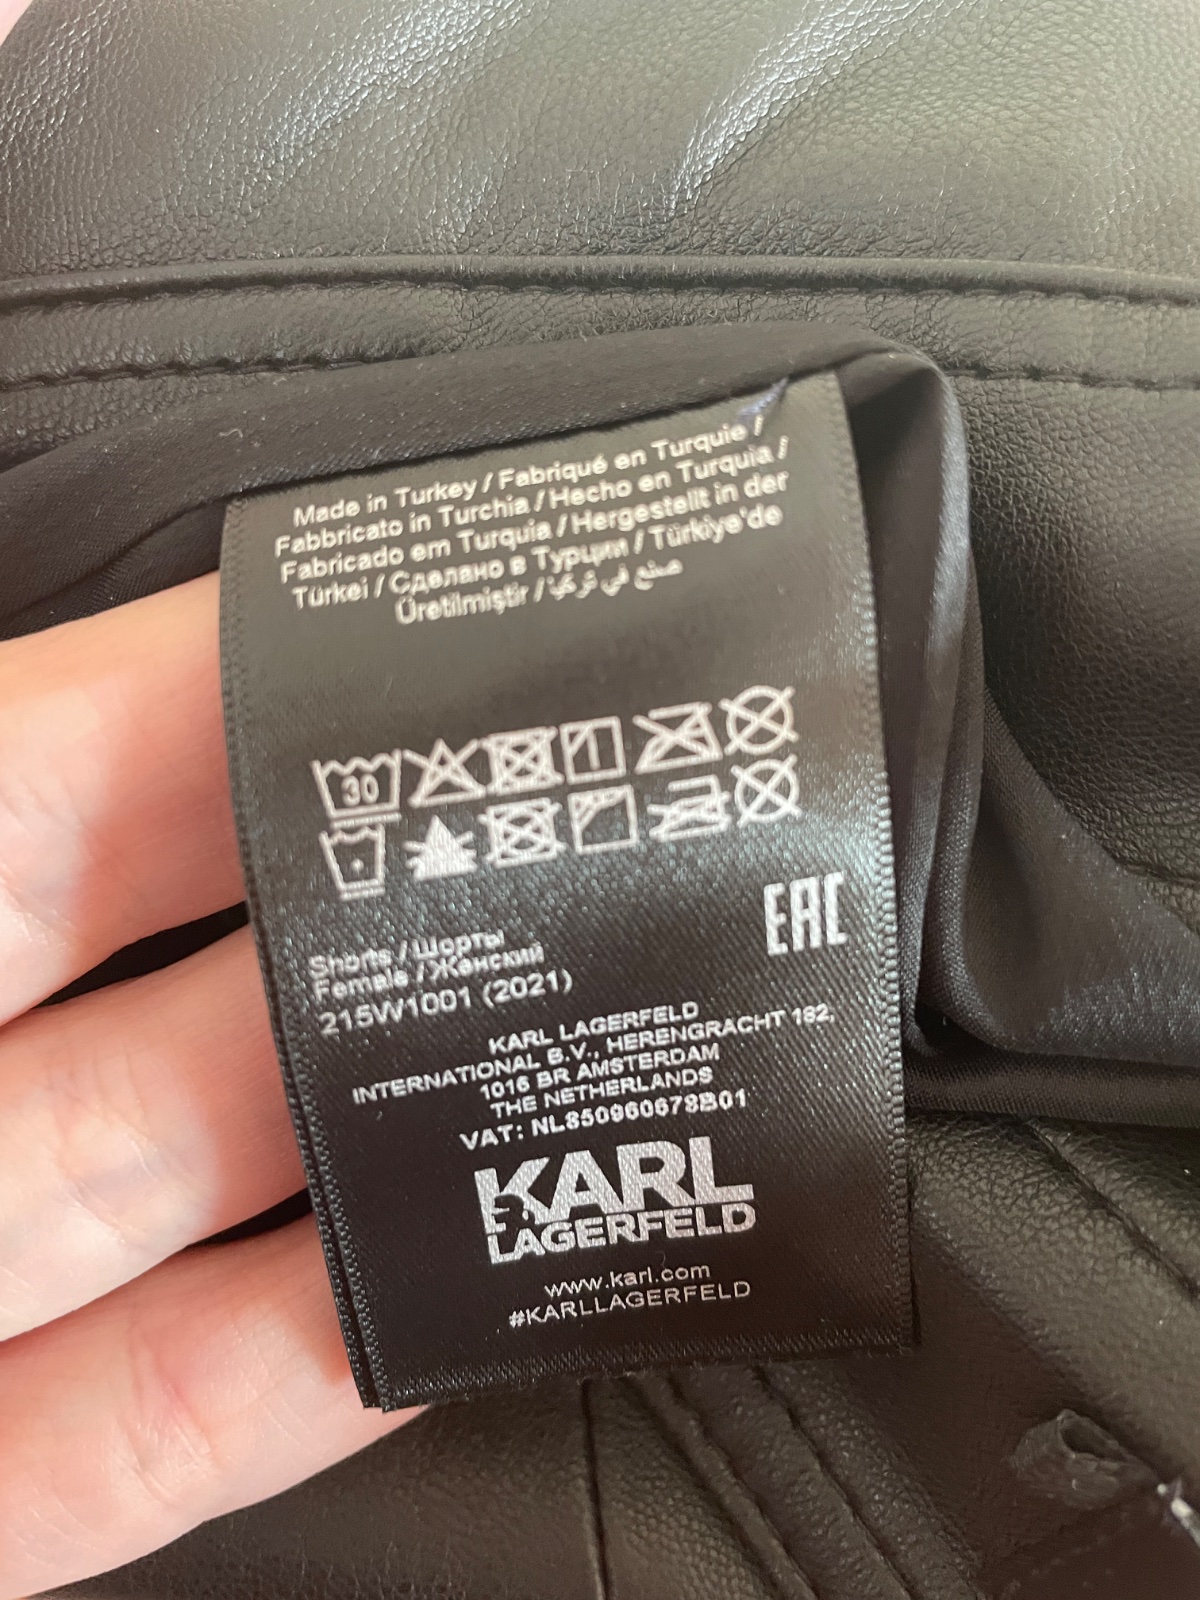 Made in Turkey / Fabriqué en Turquie /
Fabbricato in Turchia / Hecho en Turquia /
Fabricado em Turquia / Hergestellt in der
Türkei / Сделано в Турции / Türkiye'de
Üretilmiştir / صنع في تركيا
30
EAC
Shorts / Шорты
Female / Женский
215W1001 (2021)
KARL LAGERFELD
INTERNATIONAL B.V., HERENGRACHT 182,
1016 BR AMSTERDAM
THE NETHERLANDS
VAT: NL850960678B01
KARL
LAGERFELD
www.karl.com
#KARLLAGERFELD